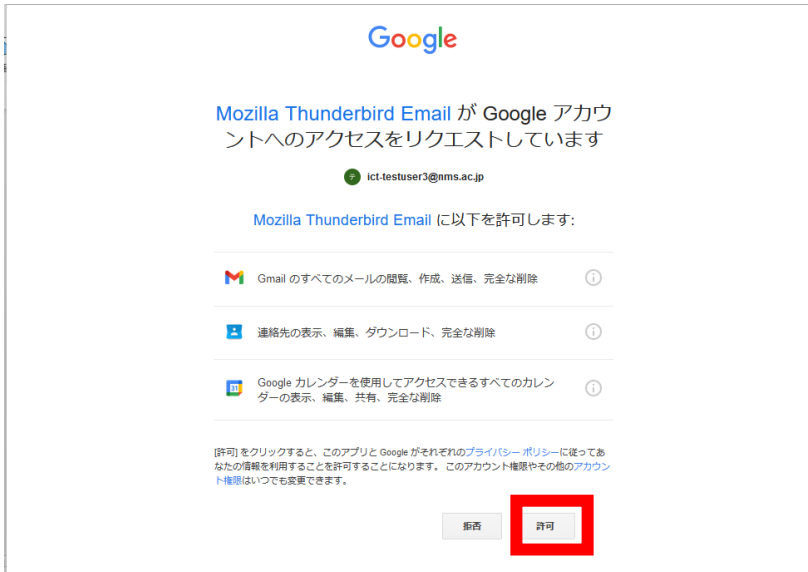 Google
Mozilla Thunderbird Email が Google アカウ
ントへのアクセスをリクエストしています
テ ict-testuser3@nms.ac.jp
Mozilla Thunderbird Email に以下を許可します:
Gmail のすべてのメールの閲覧、作成、送信、完全な削除
連絡先の表示、編集、ダウンロード、完全な削除
31 Google カレンダーを使用してアクセスできるすべてのカレン
ダーの表示、編集、共有、完全な削除
[許可] をクリックすると、このアプリと Google がそれぞれのプライバシー ポリシーに従ってあ
なたの情報を利用することを許可することになります。 このアカウント権限やその他のアカウン
ト権限はいつでも変更できます。
拒否 許可